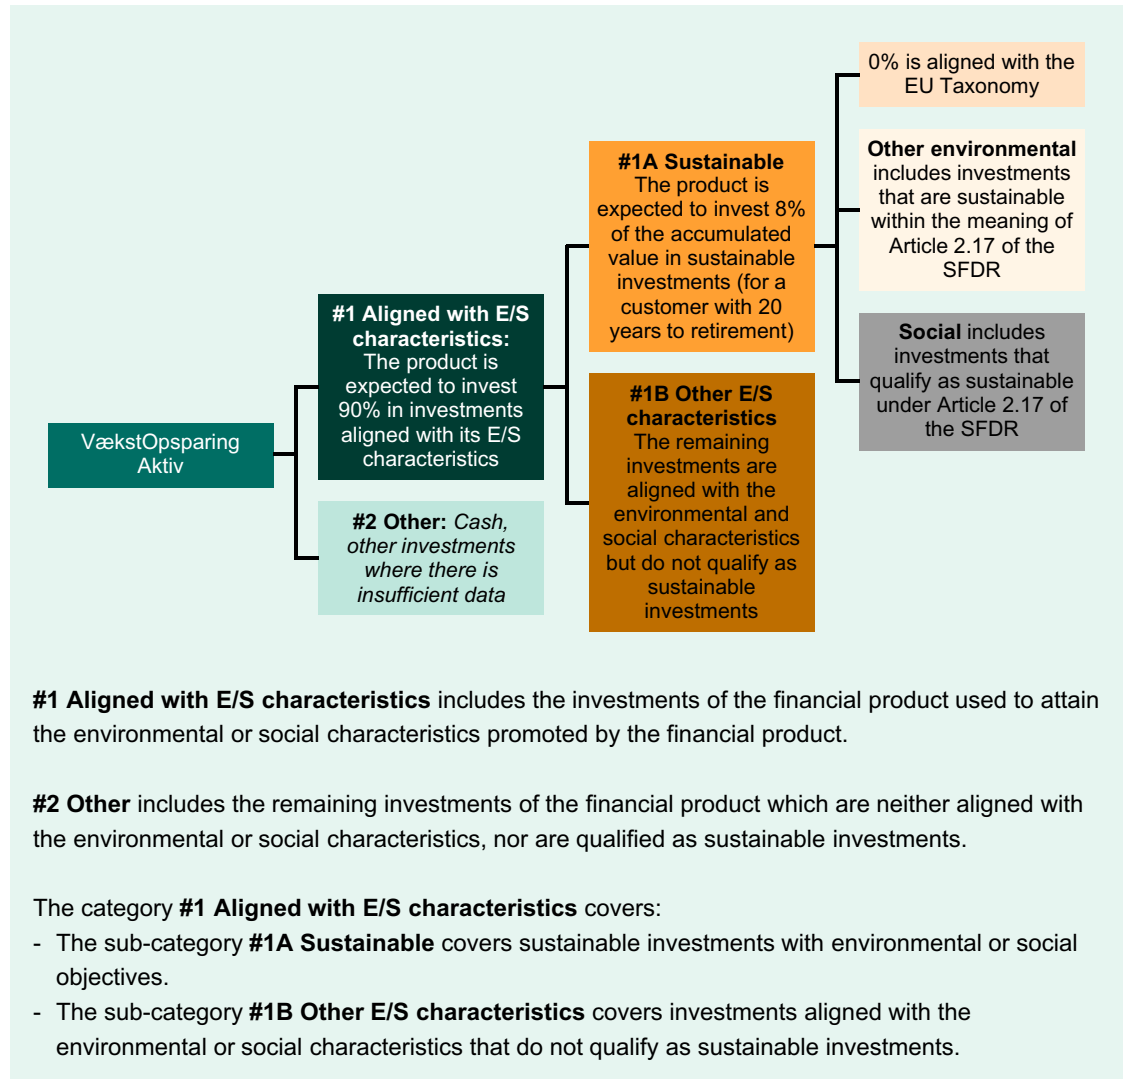 VækstOpsparing
Aktiv
#1 Aligned with E/S
characteristics:
The product is
expected to invest
90% in investments
aligned with its E/S
characteristics
#2 Other: Cash,
other investments
where there is
insufficient data
#1A Sustainable
The product is
expected to invest 8%
of the accumulated
value in sustainable
investments (for a
customer with 20
years to retirement)
#1B Other E/S
characteristics
The remaining
investments are
aligned with the
environmental and
social characteristics
but do not qualify as
sustainable
investments
0% is aligned with the
EU Taxonomy
Other environmental
includes investments
that are sustainable
within the meaning of
Article 2.17 of the
SFDR
Social includes
investments that
qualify as sustainable
under Article 2.17 of
the SFDR
#1 Aligned with E/S characteristics includes the investments of the financial product used to attain
the environmental or social characteristics promoted by the financial product.
#2 Other includes the remaining investments of the financial product which are neither aligned with
the environmental or social characteristics, nor are qualified as sustainable investments.
The category #1 Aligned with E/S characteristics covers:
- The sub-category #1A Sustainable covers sustainable investments with environmental or social
objectives.
- The sub-category #1B Other E/S characteristics covers investments aligned with the
environmental or social characteristics that do not qualify as sustainable investments.